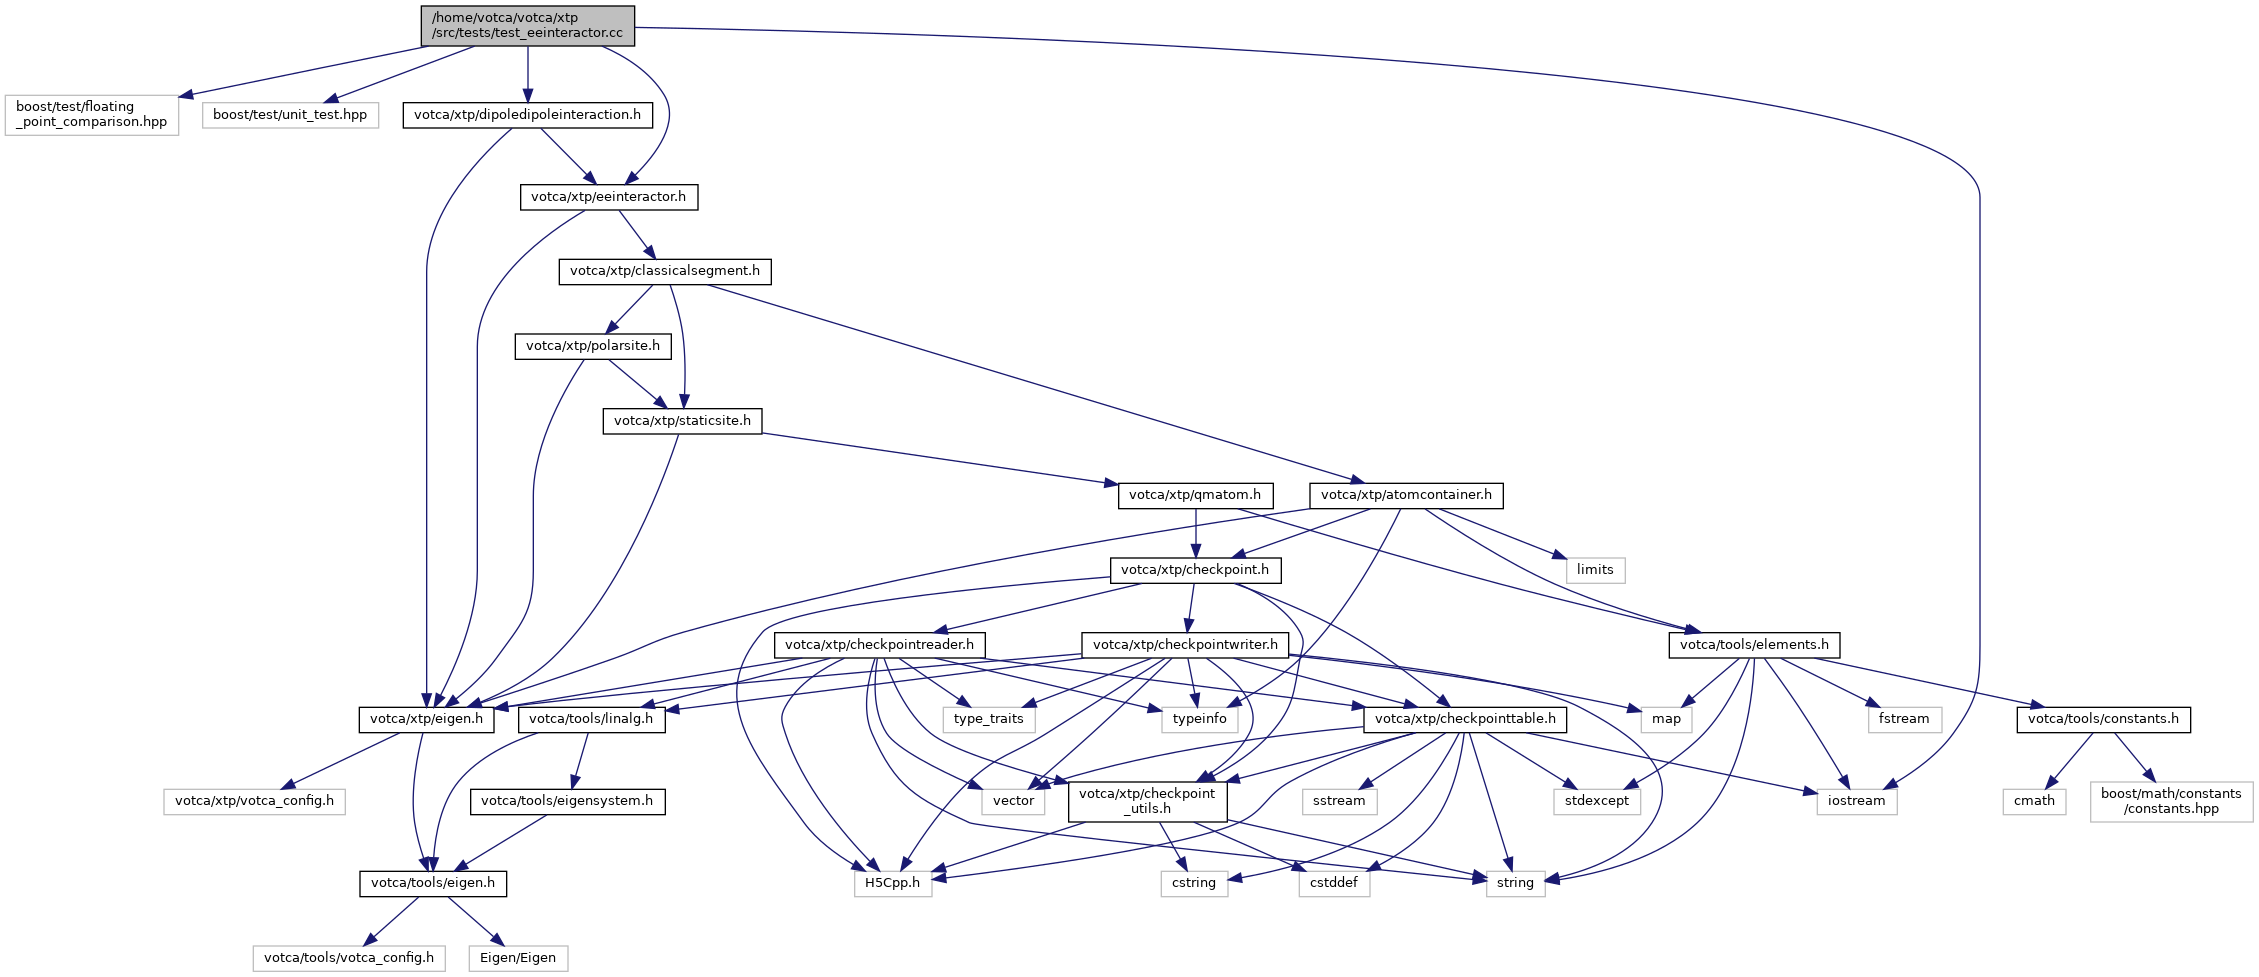 /home/votca/votca/xtp
/src/tests/test_eeinteractor.cc
boost/test/floating
_point_comparison.hpp
boost/test/unit_test.hpp
votca/xtp/dipoledipoleinteraction.h
votca/xtp/eeinteractor.h
votca/xtp/classicalsegment.h
votca/xtp/polarsite.h
votca/xtp/staticsite.h
votca/xtp/qmatom.h
votca/xtp/atomcontainer.h
votca/xtp/checkpoint.h
limits
votca/xtp/checkpointreader.h
votca/xtp/checkpointwriter.h
votca/tools/elements.h
votca/xtp/eigen.h
votca/tools/linalg.h
type_traits
typeinfo
votca/xtp/checkpointtable.h
map
fstream
votca/tools/constants.h
votca/xtp/votca_config.h
votca/tools/eigensystem.h
vector
votca/xtp/checkpoint
_utils.h
sstream
stdexcept
iostream
cmath
boost/math/constants
/constants.hpp
votca/tools/eigen.h
H5Cpp.h
cstring
cstddef
string
votca/tools/votca_config.h
Eigen/Eigen